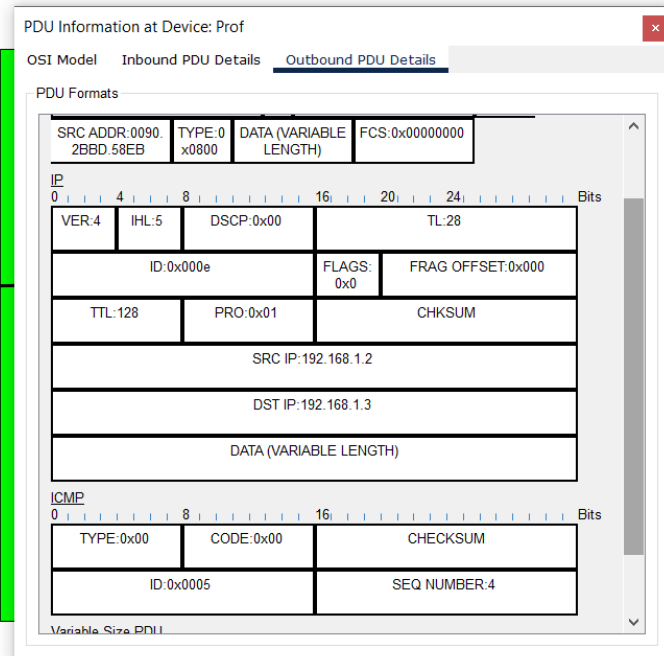 PDU Information at Device: Prof
OSI Model Inbound PDU Details Outbound PDU Details
PDU Formats
SRC ADDR:0090. TYPE:0 DATA (VARIABLE FCS:0x00000000
2BBD.58EB x0800 LENGTH)
IP
0 4 8 16 20 24 Bits
VER:4 IHL:5 DSCP:0x00 TL:28
ID:0x000e FLAGS: FRAG OFFSET:0x000
0x0
TTL:128 PRO:0x01 CHKSUM
SRC IP:192.168.1.2
DST IP:192.168.1.3
DATA (VARIABLE LENGTH)
ICMP
0 8 16 Bits
TYPE:0x00 CODE:0x00 CHECKSUM
ID:0x0005 SEQ NUMBER:4
Variable Size PDU